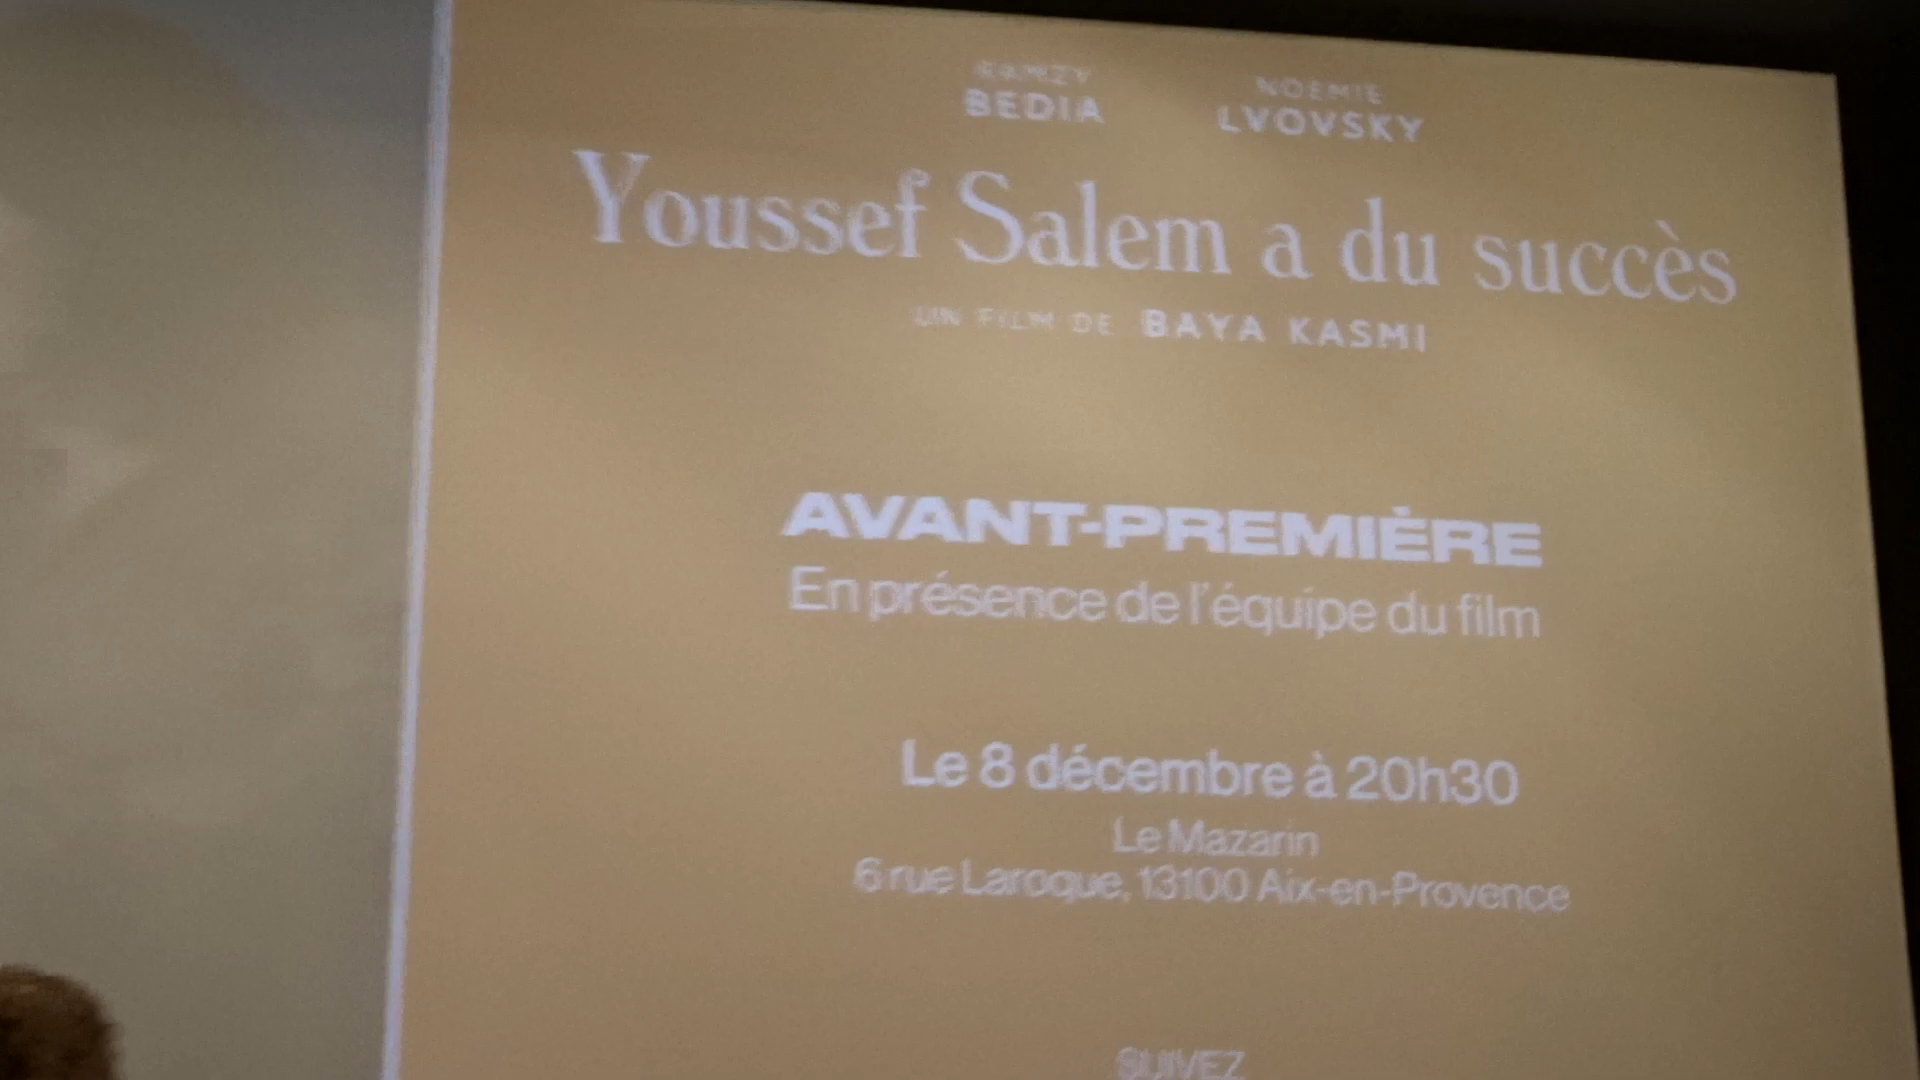 RAMZY
BEDIA
NOEMIE
LVOVSKY
Youssef Salem a du succès
UN FILM DE BAYA KASMI
AVANT-PREMIÈRE
En présence de l'équipe du film
Le 8 décembre à 20h30
Le Mazarin
6 rue Laroque, 13100 Aix-en-Provence
SUIVEZ